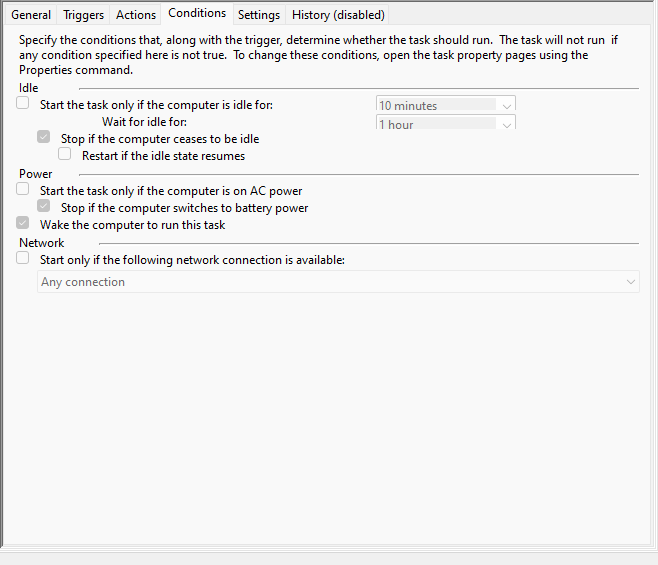 General Triggers Actions Conditions Settings History (disabled)
Specify the conditions that, along with the trigger, determine whether the task should run.  The task will not run  if
any condition specified here is not true.  To change these conditions, open the task property pages using the
Properties command.
Idle
Start the task only if the computer is idle for: 10 minutes
Wait for idle for: 1 hour
Stop if the computer ceases to be idle
Restart if the idle state resumes
Power
Start the task only if the computer is on AC power
Stop if the computer switches to battery power
Wake the computer to run this task
Network
Start only if the following network connection is available:
Any connection